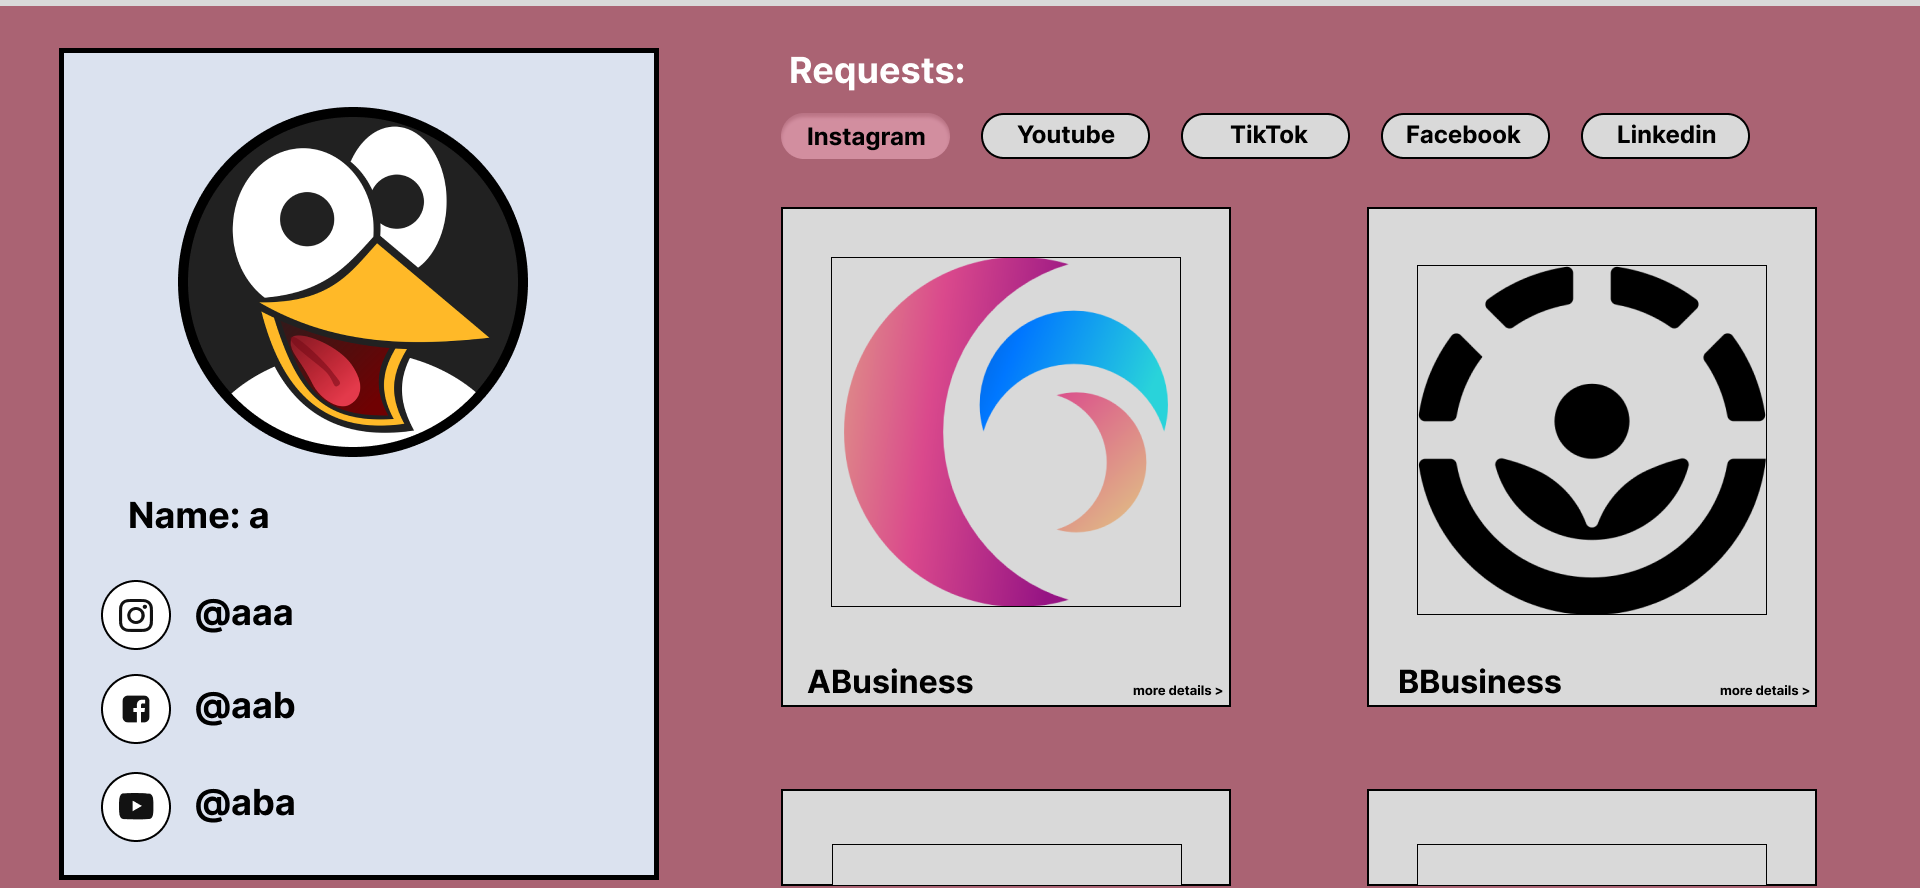 Name: a
@aaa
@aab
@aba
Requests:
Instagram
Youtube
TikTok
Facebook
Linkedin
ABusiness
more details >
BBusiness
more details >